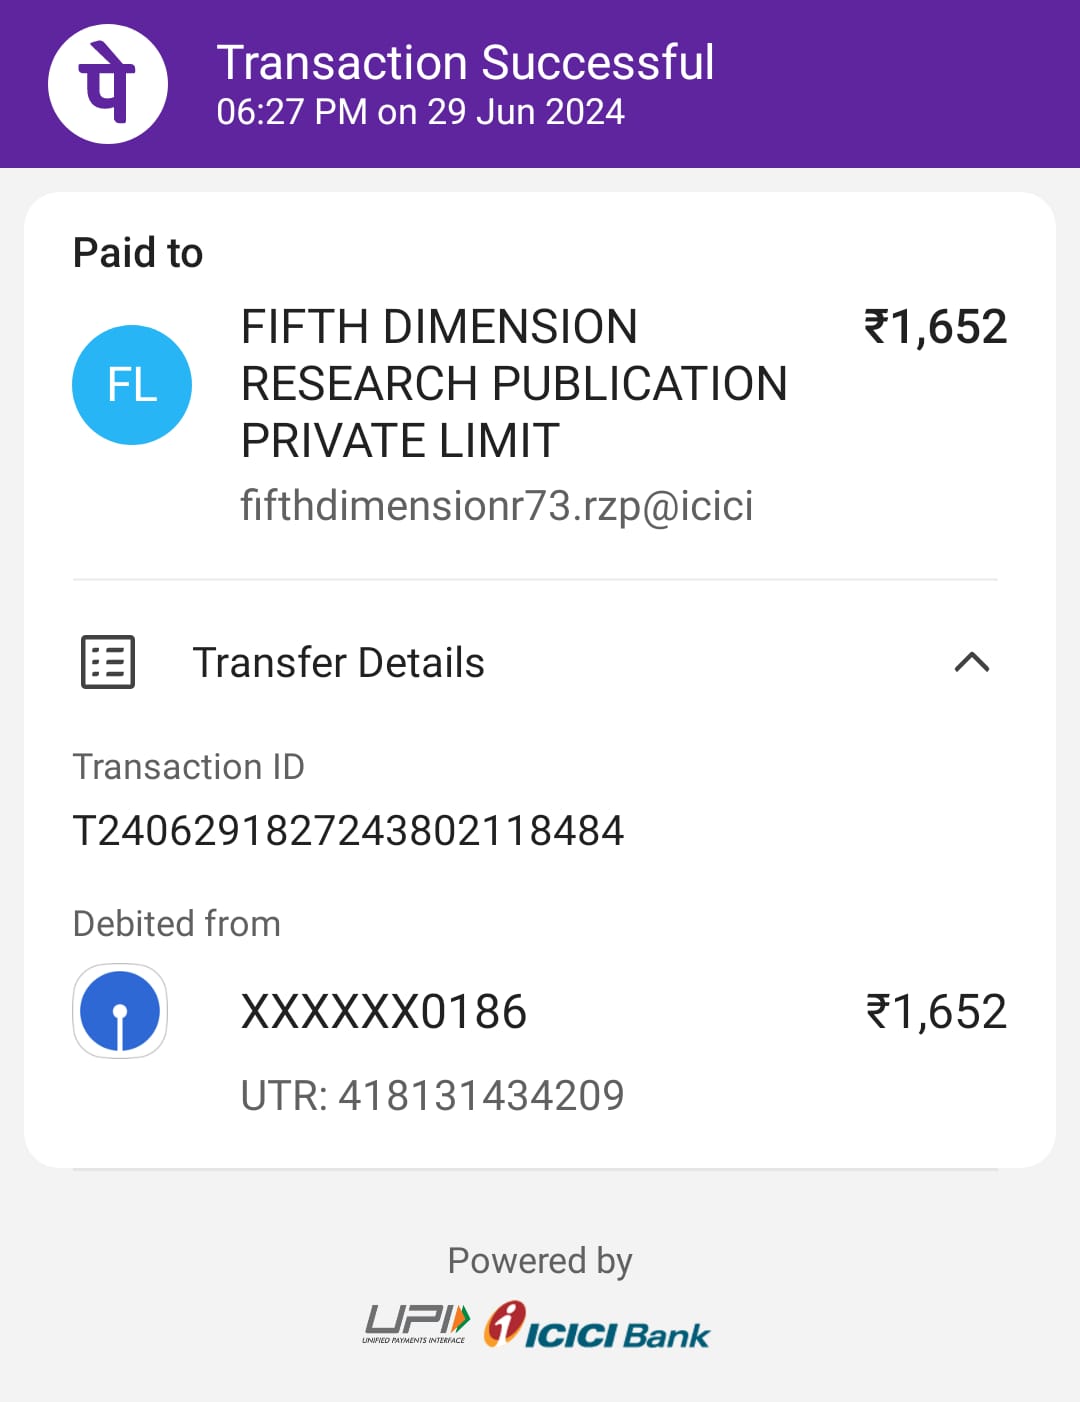 पे
Transaction Successful
06:27 PM on 29 Jun 2024
Paid to
FL
FIFTH DIMENSION
RESEARCH PUBLICATION
PRIVATE LIMIT
₹1,652
fifthdimensionr73.rzp@icici
Transfer Details
Transaction ID
T2406291827243802118484
Debited from
XXXXXX0186
₹1,652
UTR: 418131434209
Powered by
UPI
UNIFIED PAYMENTS INTERFACE
i ICICI Bank